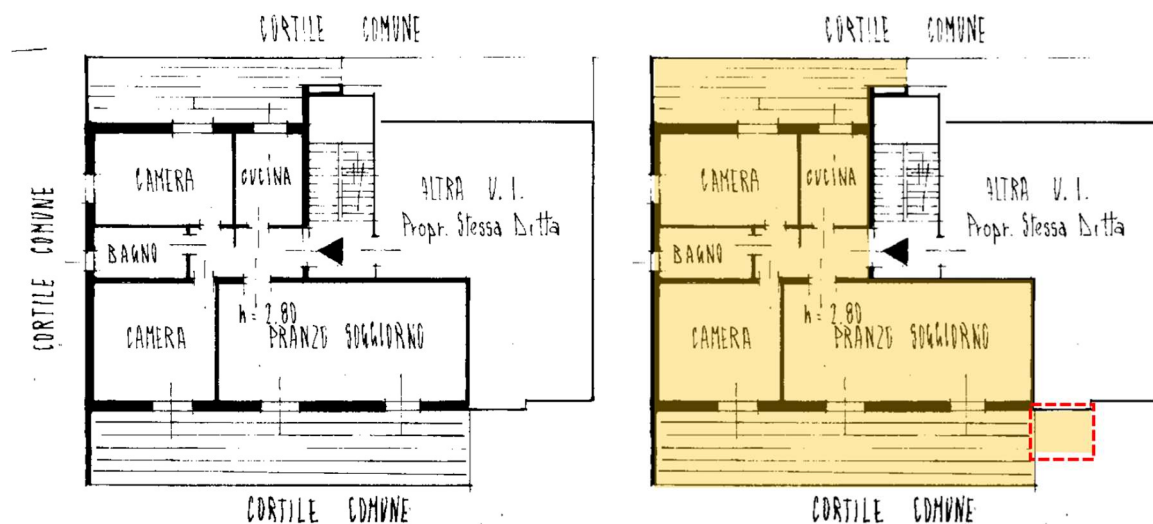 CORTILE COMUNE
CAMERA
CUCINA
CORTILE COMUNE
BAGNO
ALTRA U. I.
Propr. Stessa Ditta
h = 2.80
CAMERA
PRANZO SOGGIORNO
CORTILE COMUNE
CORTILE COMUNE
CAMERA
CUCINA
BAGNO
ALTRA U. I.
Propr. Stessa Ditta
h = 2.80
CAMERA
PRANZO SOGGIORNO
CORTILE COMUNE